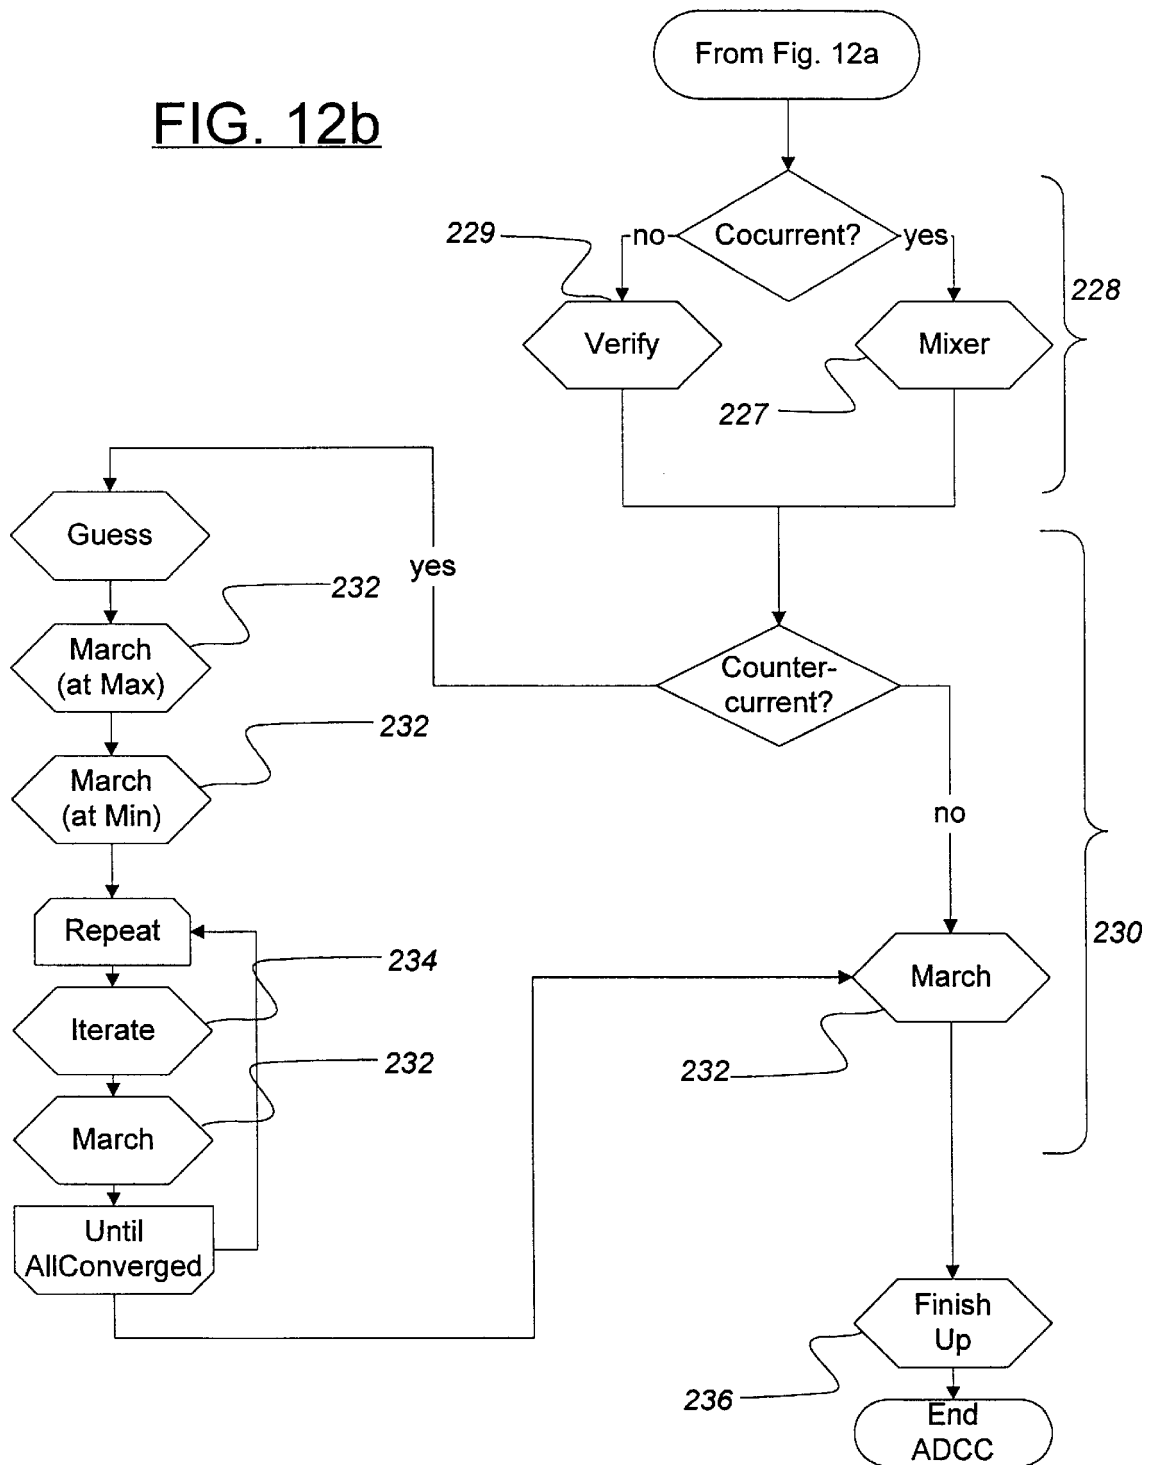 From Fig. 12a
FIG. 12b
229
no
Cocurrent?
yes
228
Verify
Mixer
227
Guess
yes
232
March
(at Max)
Counter-
current?
232
March
(at Min)
no
Repeat
234
230
March
Iterate
232
232
March
Until
AllConverged
Finish
Up
236
End
ADCC